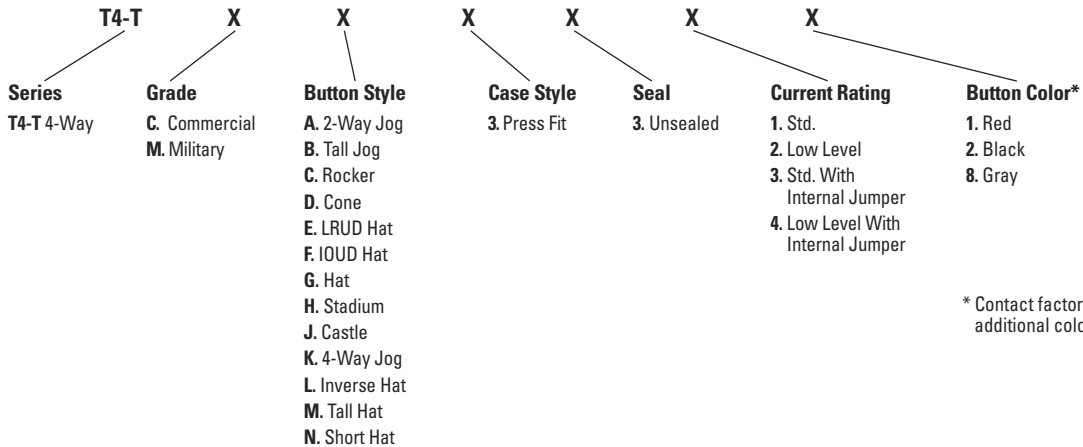 T4-T X X X X X X
Series
T4-T 4-Way
Grade
C. Commercial
M. Military
Button Style
A. 2-Way Jog
B. Tall Jog
C. Rocker
D. Cone
E. LRUD Hat
F. IOUD Hat
G. Hat
H. Stadium
J. Castle
K. 4-Way Jog
L. Inverse Hat
M. Tall Hat
N. Short Hat
Case Style
3. Press Fit
Seal
3. Unsealed
Current Rating
1. Std.
2. Low Level
3. Std. With
Internal Jumper
4. Low Level With
Internal Jumper
Button Color*
1. Red
2. Black
8. Gray
* Contact